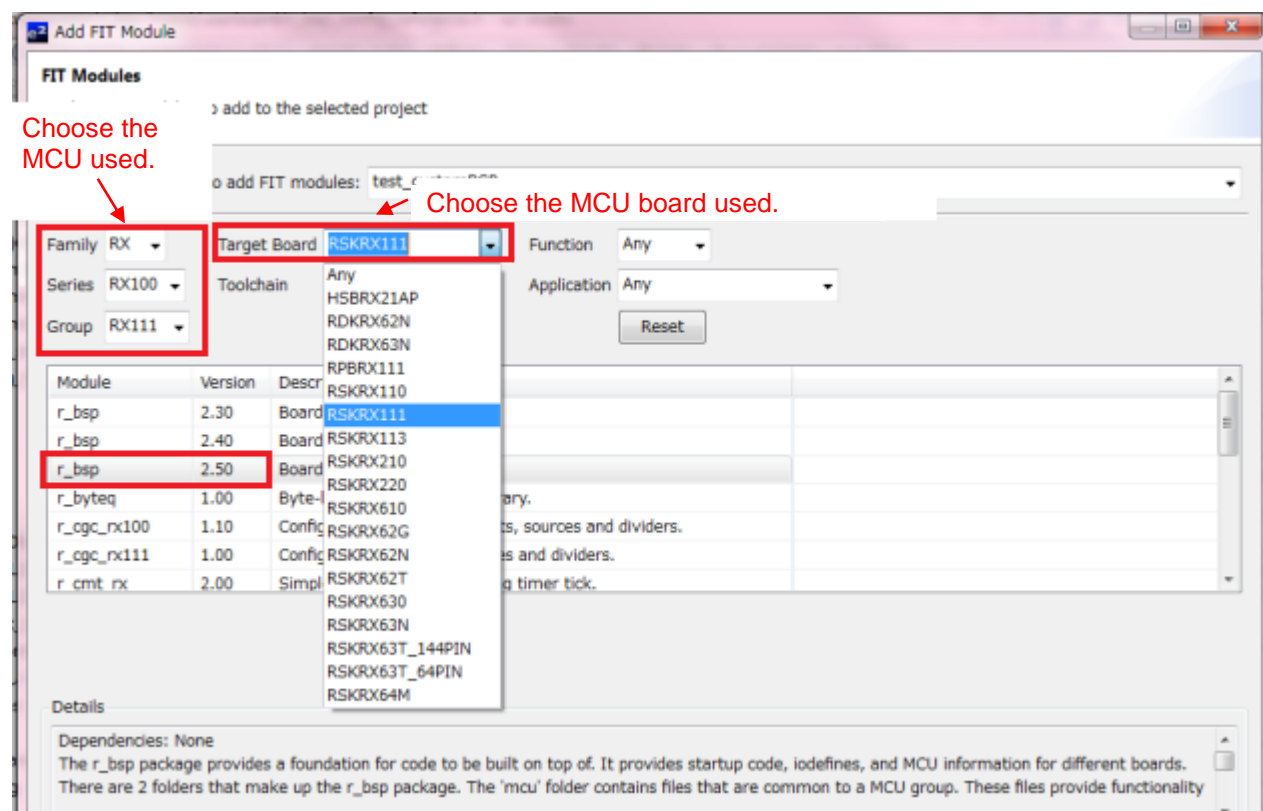 Add FIT Module
FIT Modules
add to the selected project
Choose the
MCU used.
add FIT modules:
Choose the MCU board used.
Family RX Target Board RSKRX111 Function Any
Series RX100 Toolchain Application Any
Group RX111 Reset
Any
HSBRX21AP
RDKRX62N
RDKRX63N
RPBRX111
RSKRX110
RSKRX111
RSKRX113
RSKRX210
RSKRX220
RSKRX610
RSKRX62G
RSKRX62N
RSKRX62T
RSKRX630
RSKRX63N
RSKRX63T_144PIN
RSKRX63T_64PIN
RSKRX64M
Module Version Descr
r_bsp 2.30 Board
r_bsp 2.40 Board
r_bsp 2.50 Board
r_byteq 1.00 Byte- ary.
r_cgc_rx100 1.10 Config ts, sources and dividers.
r_cgc_rx111 1.00 Config es and dividers.
r_cmt_rx 2.00 Simpl g timer tick.
Details
Dependencies: None
The r_bsp package provides a foundation for code to be built on top of. It provides startup code, iodefines, and MCU information for different boards.
There are 2 folders that make up the r_bsp package. The 'mcu' folder contains files that are common to a MCU group. These files provide functionality